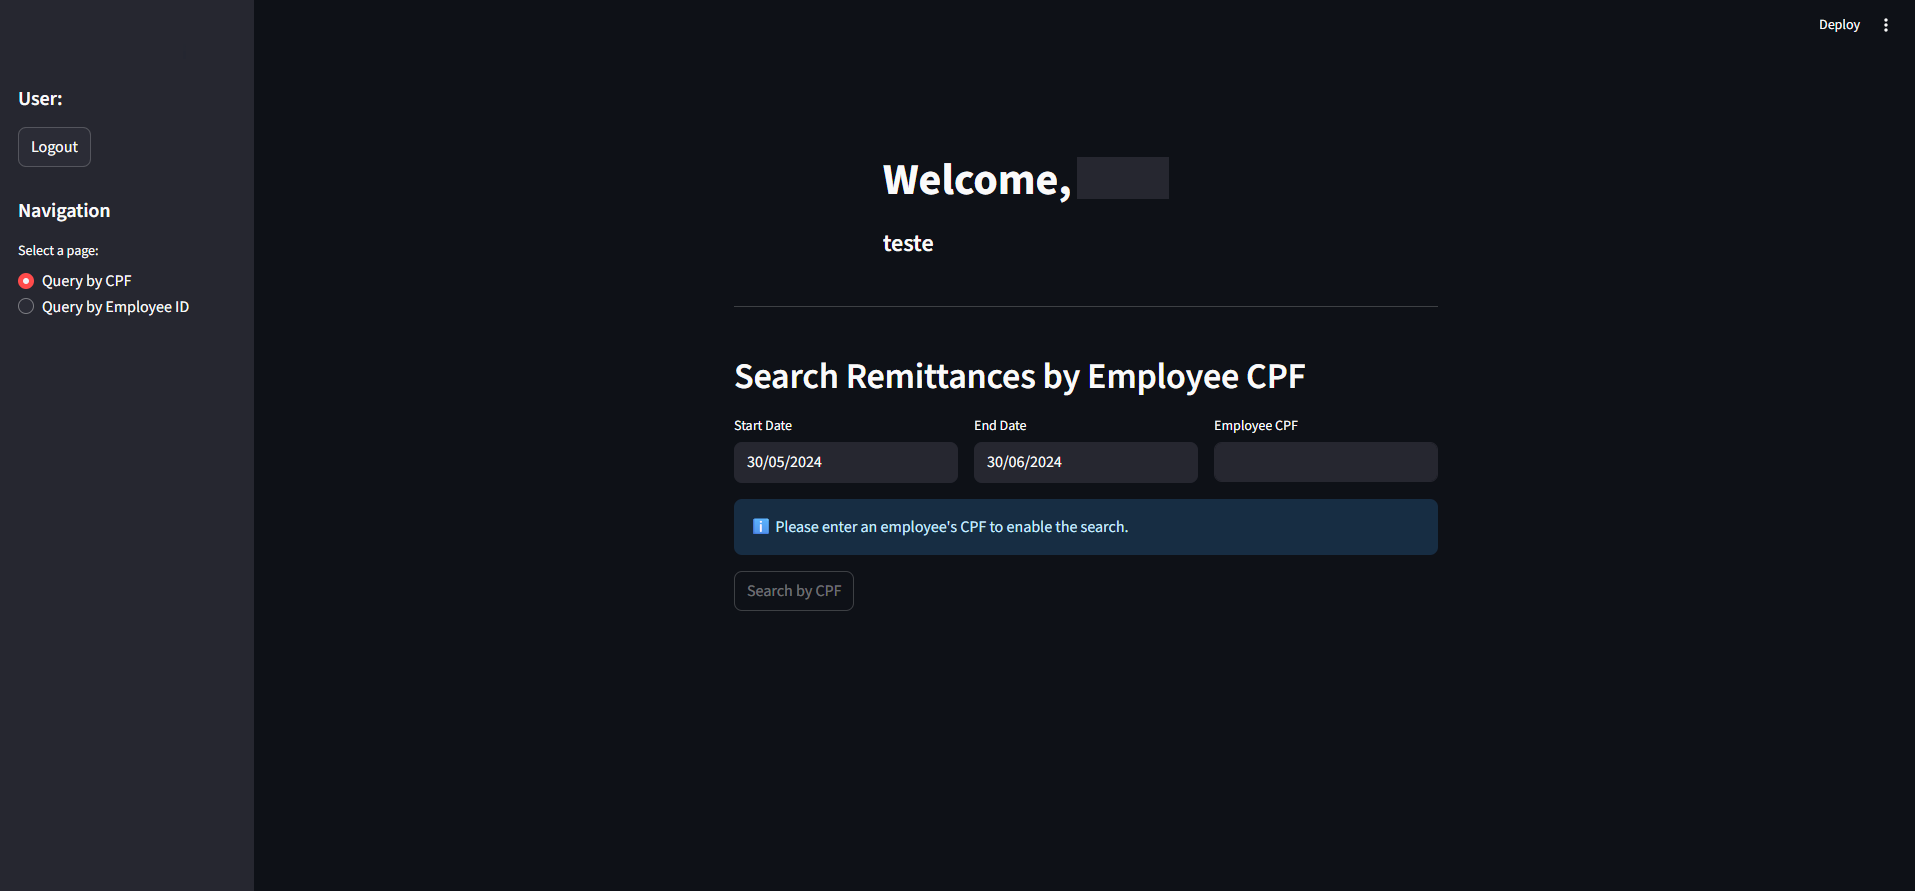 Deploy
User:
Logout
Navigation
Select a page:
Query by CPF
Query by Employee ID
Welcome,
teste
Search Remittances by Employee CPF
Start Date
End Date
Employee CPF
30/05/2024
30/06/2024
Please enter an employee's CPF to enable the search.
Search by CPF